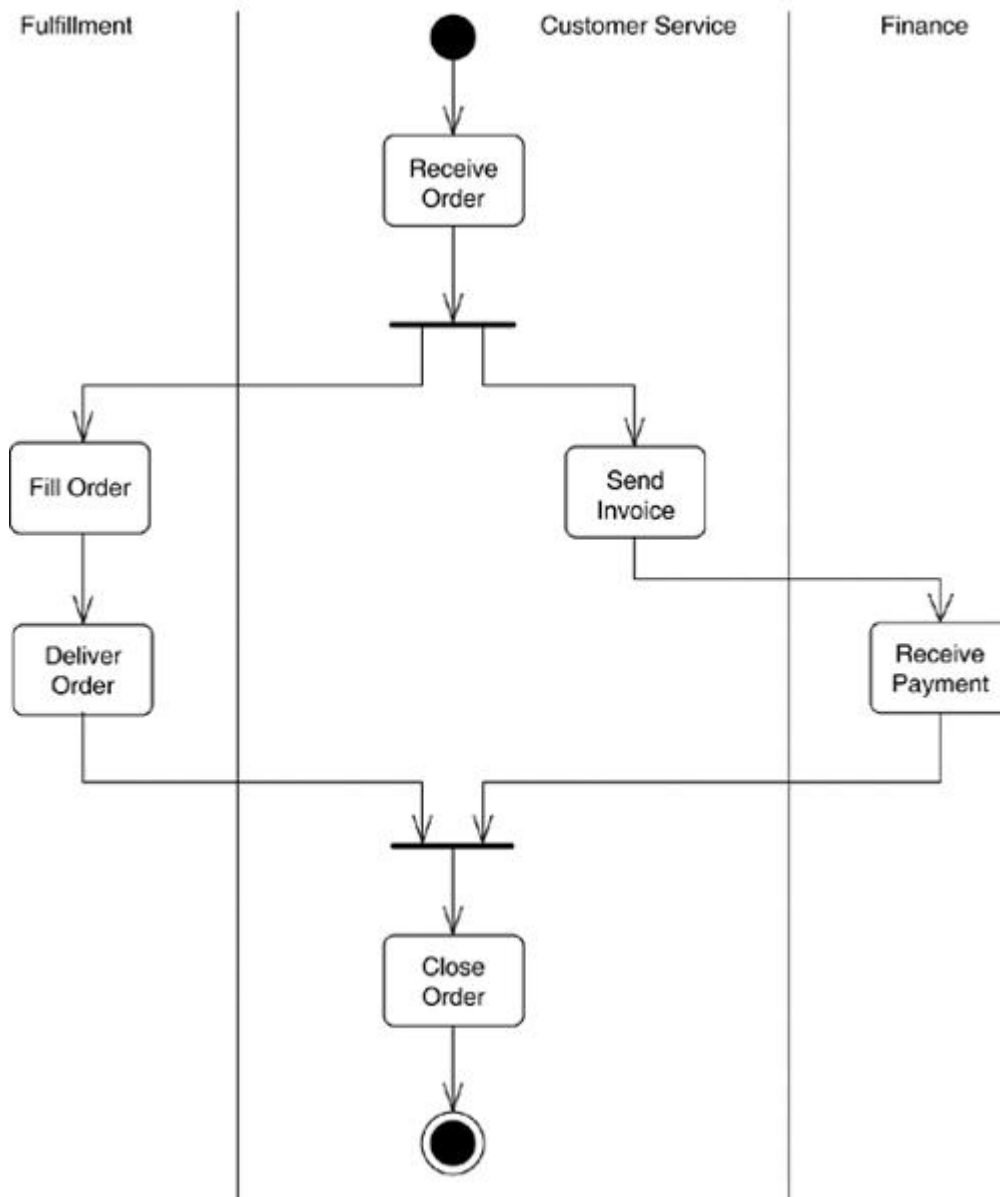 Fulfillment
Customer Service
Finance
Receive
Order
Fill Order
Send
Invoice
Deliver
Order
Receive
Payment
Close
Order